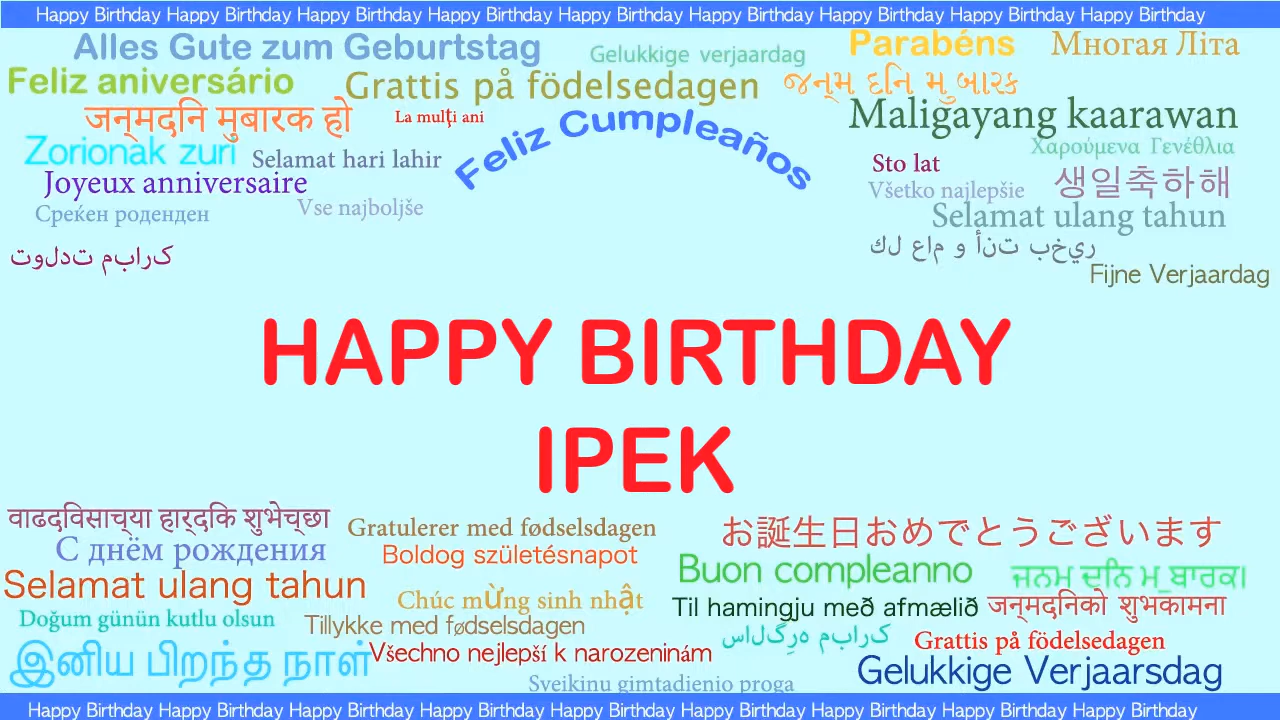 Happy Birthday Happy Birthday Happy Birthday Happy Birthday Happy Birthday Happy Birthday Happy Birthday Happy Birthday Happy Birthday
Alles Gute zum Geburtstag
Gelukkige verjaardag
Parabéns
Многая Літа
Feliz aniversário
Grattis på födelsedagen
જન્મ દિન મુબારક
जन्मदिन मुबारक हो
La mulţi ani
Feliz Cumpleaños
Maligayang kaarawan
Zorionak zuri
Selamat hari lahir
Sto lat
Χαρούμενα Γενέθλια
Joyeux anniversaire
Všetko najlepšie
생일축하해
Среќен роденден
Vse najboljše
Selamat ulang tahun
تولدت مبارک
كل عام و أنت بخير
Fijne Verjaardag
HAPPY BIRTHDAY
IPEK
वाढदिवसाच्या हार्दिक शुभेच्छा
Gratulerer med fødselsdagen
お誕生日おめでとうございます
С днём рождения
Boldog születésnapot
Buon compleanno
ਜਨਮ ਦਿਨ ਮੁਬਾਰਕ।
Selamat ulang tahun
Chúc mừng sinh nhật
Til hamingju með afmælið
जन्मदिनको शुभकामना
Doğum günün kutlu olsun
Tillykke med fødselsdagen
سالگرہ مبارک
Grattis på födelsedagen
இனிய பிறந்த நாள்
Všechno nejlepší k narozeninám
Gelukkige Verjaarsdag
Sveikinu gimtadienio proga
Happy Birthday Happy Birthday Happy Birthday Happy Birthday Happy Birthday Happy Birthday Happy Birthday Happy Birthday Happy Birthday